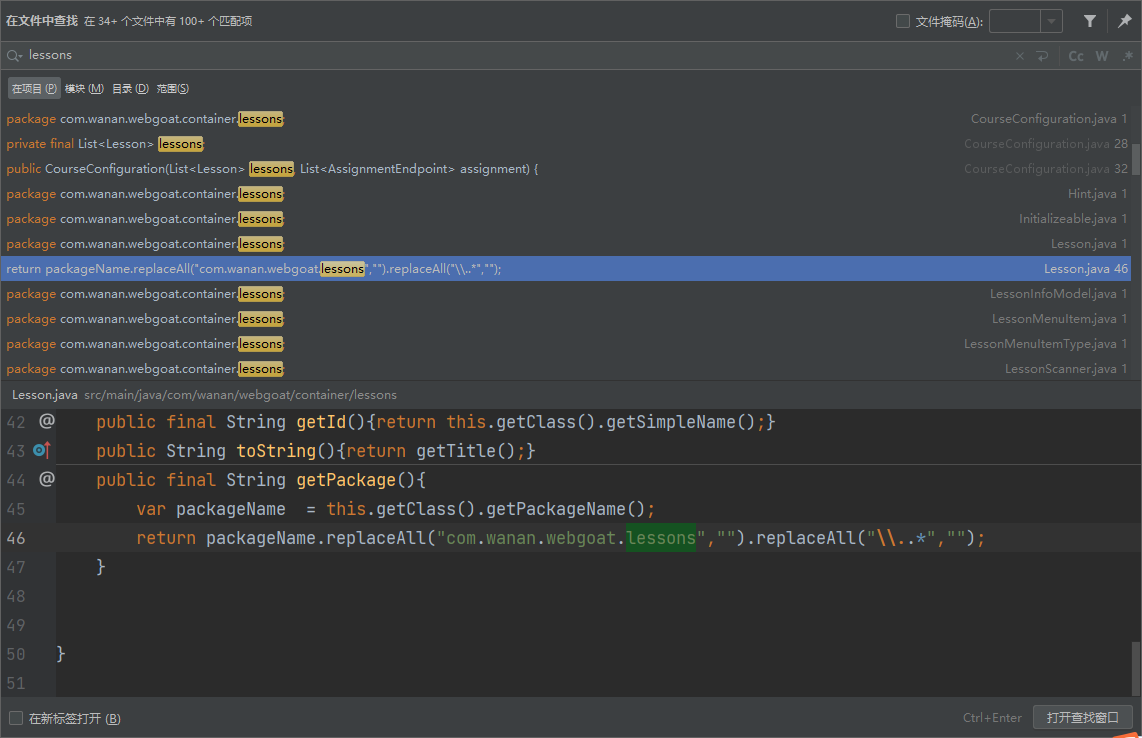 在文件中查找 在 34+ 个文件中有 100+ 个匹配项 文件掩码(A):
lessons Cc W .*
在项目 (P) 模块 (M) 目录 (D) 范围(S)
package com.wanan.webgoat.container.lessons; CourseConfiguration.java 1
private final List<Lesson> lessons; CourseConfiguration.java 28
public CourseConfiguration(List<Lesson> lessons, List<AssignmentEndpoint> assignment) { CourseConfiguration.java 32
package com.wanan.webgoat.container.lessons; Hint.java 1
package com.wanan.webgoat.container.lessons; Initializeable.java 1
package com.wanan.webgoat.container.lessons; Lesson.java 1
return packageName.replaceAll("com.wanan.webgoat.lessons","").replaceAll("\\..*",""); Lesson.java 46
package com.wanan.webgoat.container.lessons; LessonInfoModel.java 1
package com.wanan.webgoat.container.lessons; LessonMenuItem.java 1
package com.wanan.webgoat.container.lessons; LessonMenuItemType.java 1
package com.wanan.webgoat.container.lessons; LessonScanner.java 1
Lesson.java src/main/java/com/wanan/webgoat/container/lessons
42 @ public final String getId(){return this.getClass().getSimpleName();}
43 public String toString(){return getTitle();}
44 @ public final String getPackage(){
45 var packageName = this.getClass().getPackageName();
46 return packageName.replaceAll("com.wanan.webgoat.lessons","").replaceAll("\\..*","");
47 }
48
49
50 }
51
在新标签打开 (B) Ctrl+Enter 打开查找窗口